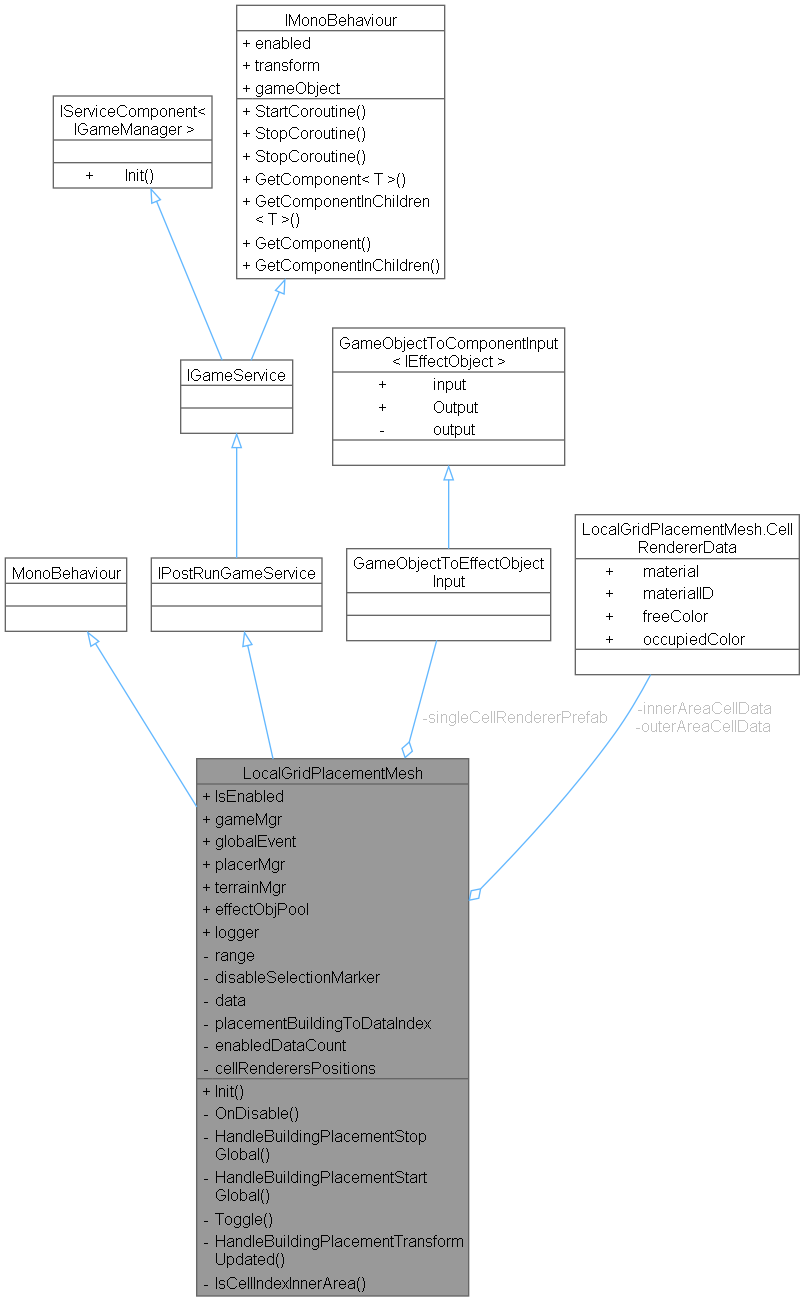 IMonoBehaviour
+ enabled
+ transform
+ gameObject
+ StartCoroutine()
+ StopCoroutine()
+ StopCoroutine()
+ GetComponent< T >()
+ GetComponentInChildren
< T >()
+ GetComponent()
+ GetComponentInChildren()
IServiceComponent<
IGameManager >
+ Init()
IGameService
GameObjectToComponentInput
< IEffectObject >
+ input
+ Output
- output
LocalGridPlacementMesh.Cell
RendererData
+ material
+ materialID
+ freeColor
+ occupiedColor
MonoBehaviour
IPostRunGameService
GameObjectToEffectObject
Input
-singleCellRendererPrefab
-innerAreaCellData
-outerAreaCellData
LocalGridPlacementMesh
+ IsEnabled
+ gameMgr
+ globalEvent
+ placerMgr
+ terrainMgr
+ effectObjPool
+ logger
- range
- disableSelectionMarker
- data
- placementBuildingToDataIndex
- enabledDataCount
- cellRenderersPositions
+ Init()
- OnDisable()
- HandleBuildingPlacementStop
Global()
- HandleBuildingPlacementStart
Global()
- Toggle()
- HandleBuildingPlacementTransform
Updated()
- IsCellIndexInnerArea()